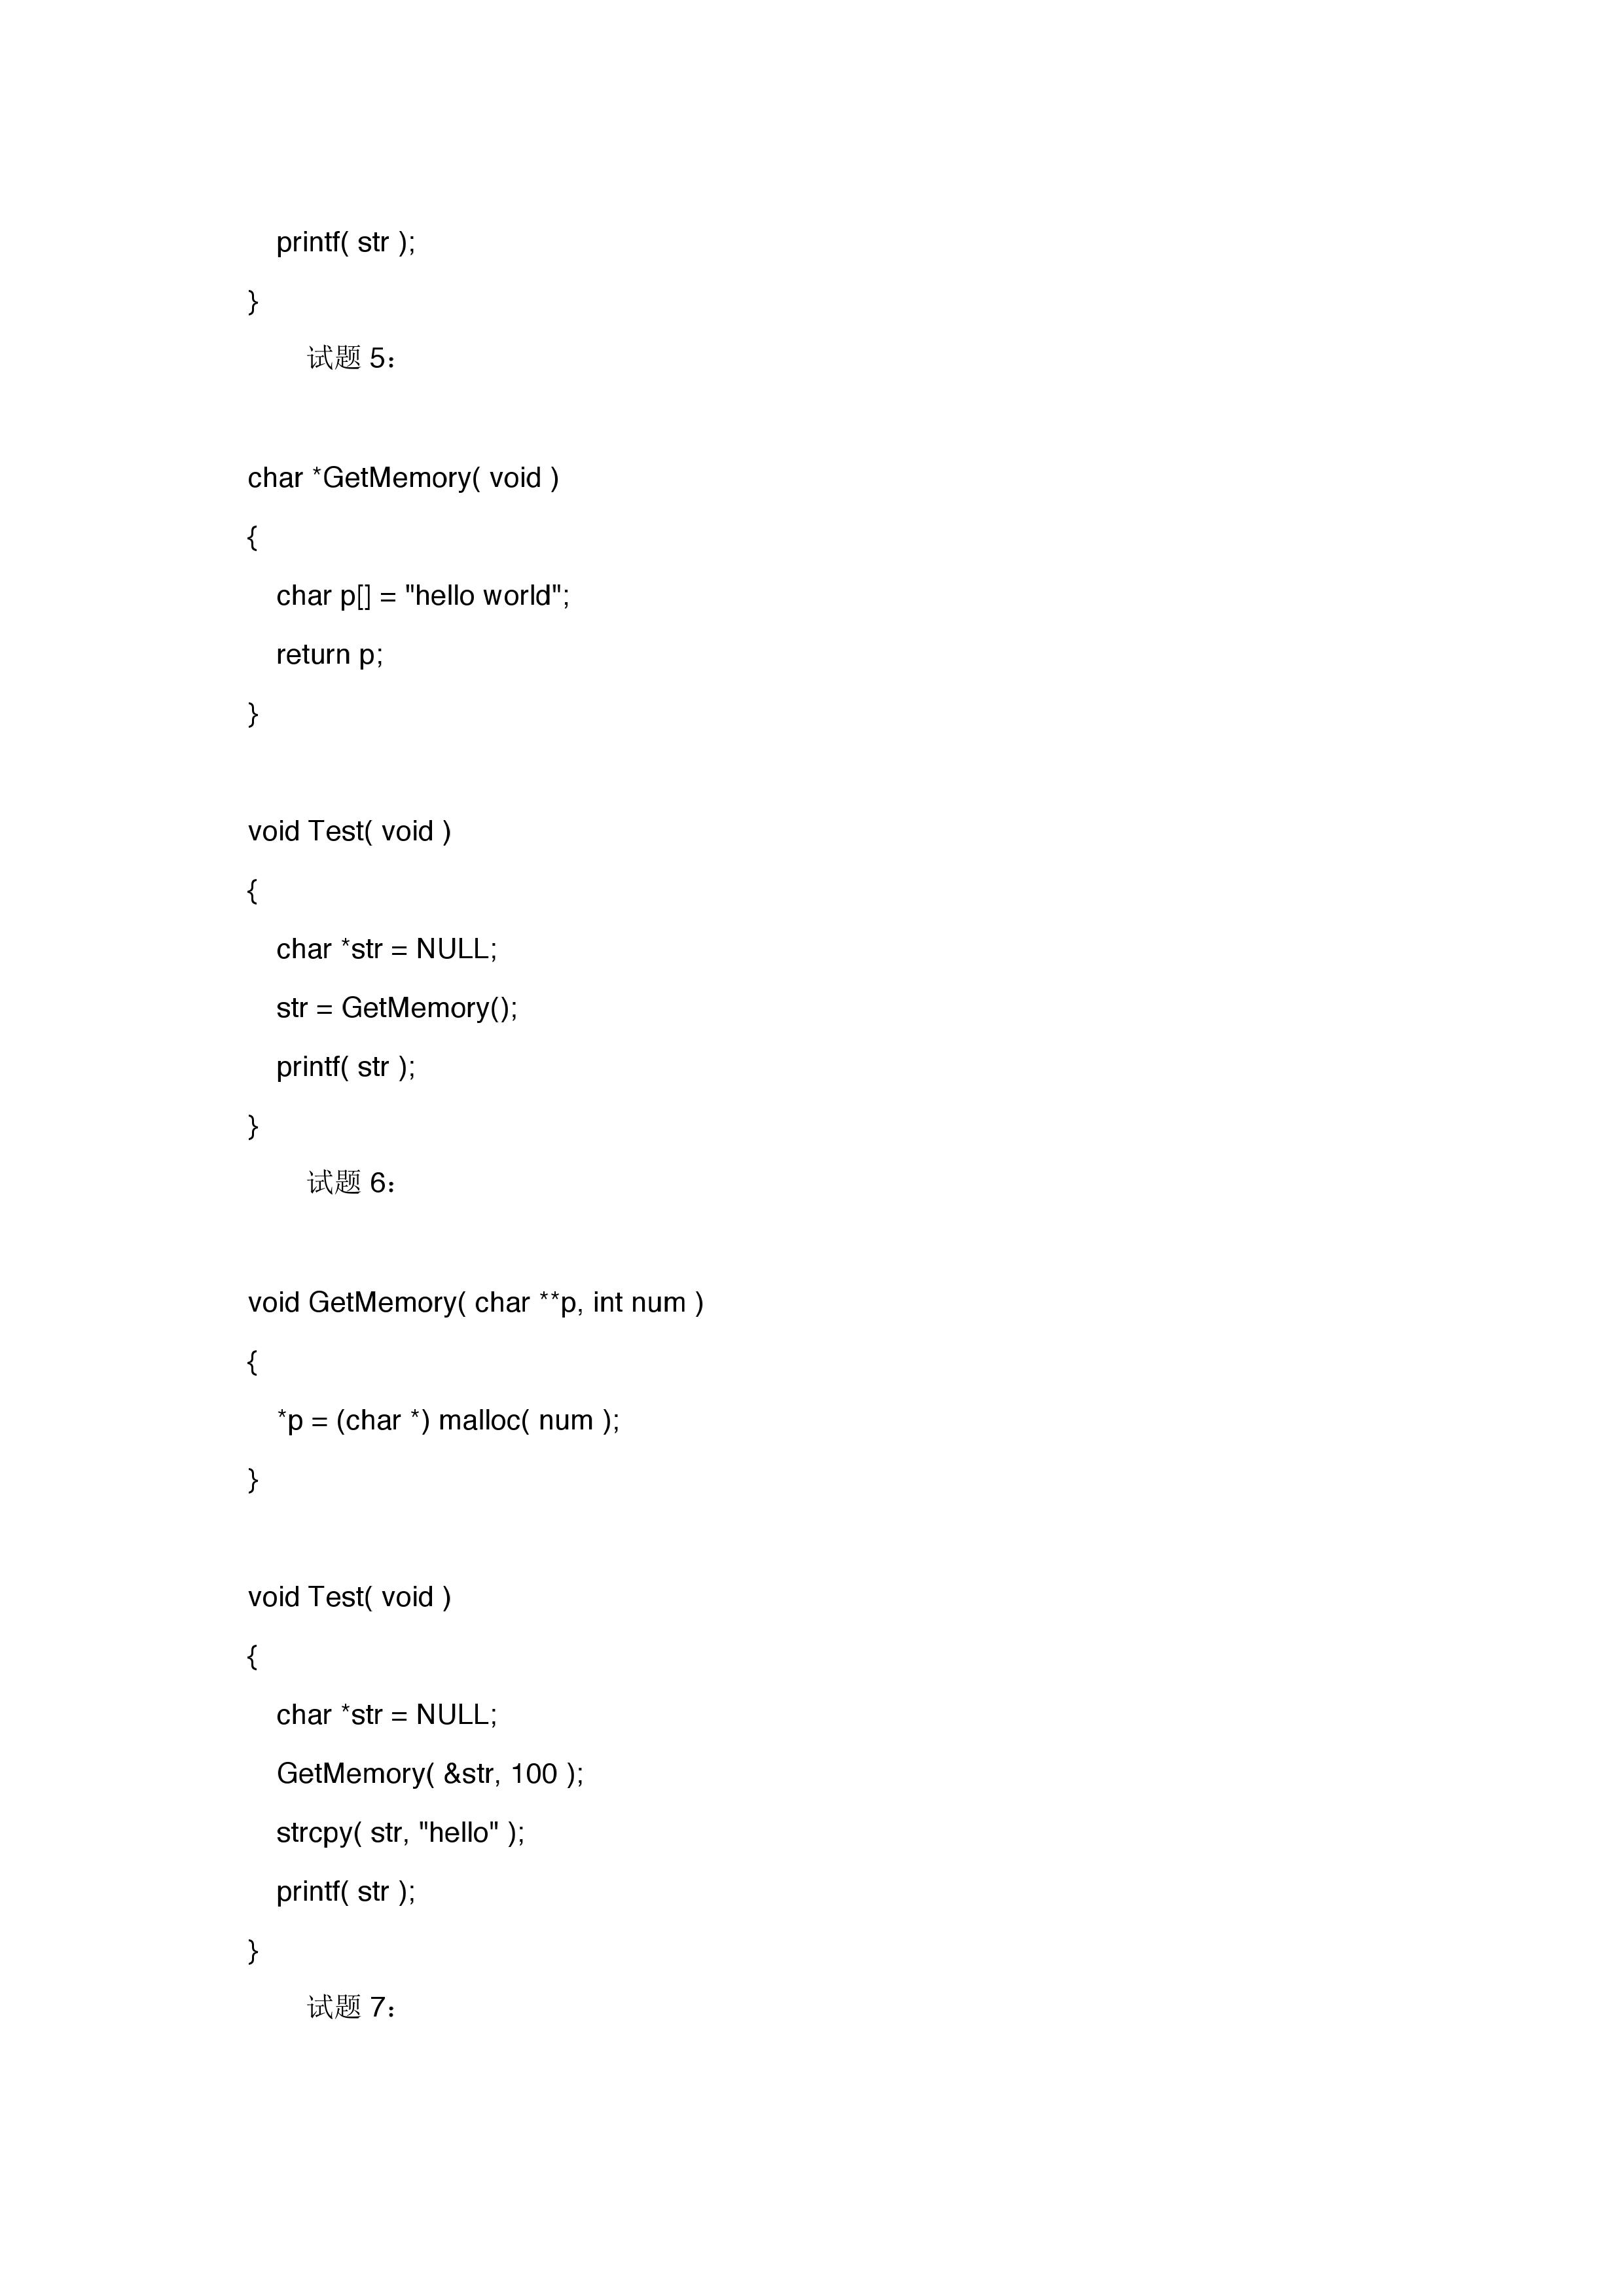 printf( str );
}
试题 5：
char *GetMemory( void )
{
char p[] = "hello world";
return p;
}
void Test( void )
{
char *str = NULL;
str = GetMemory();
printf( str );
}
试题 6：
void GetMemory( char **p, int num )
{
*p = (char *) malloc( num );
}
void Test( void )
{
char *str = NULL;
GetMemory( &str, 100 );
strcpy( str, "hello" );
printf( str );
}
试题 7：